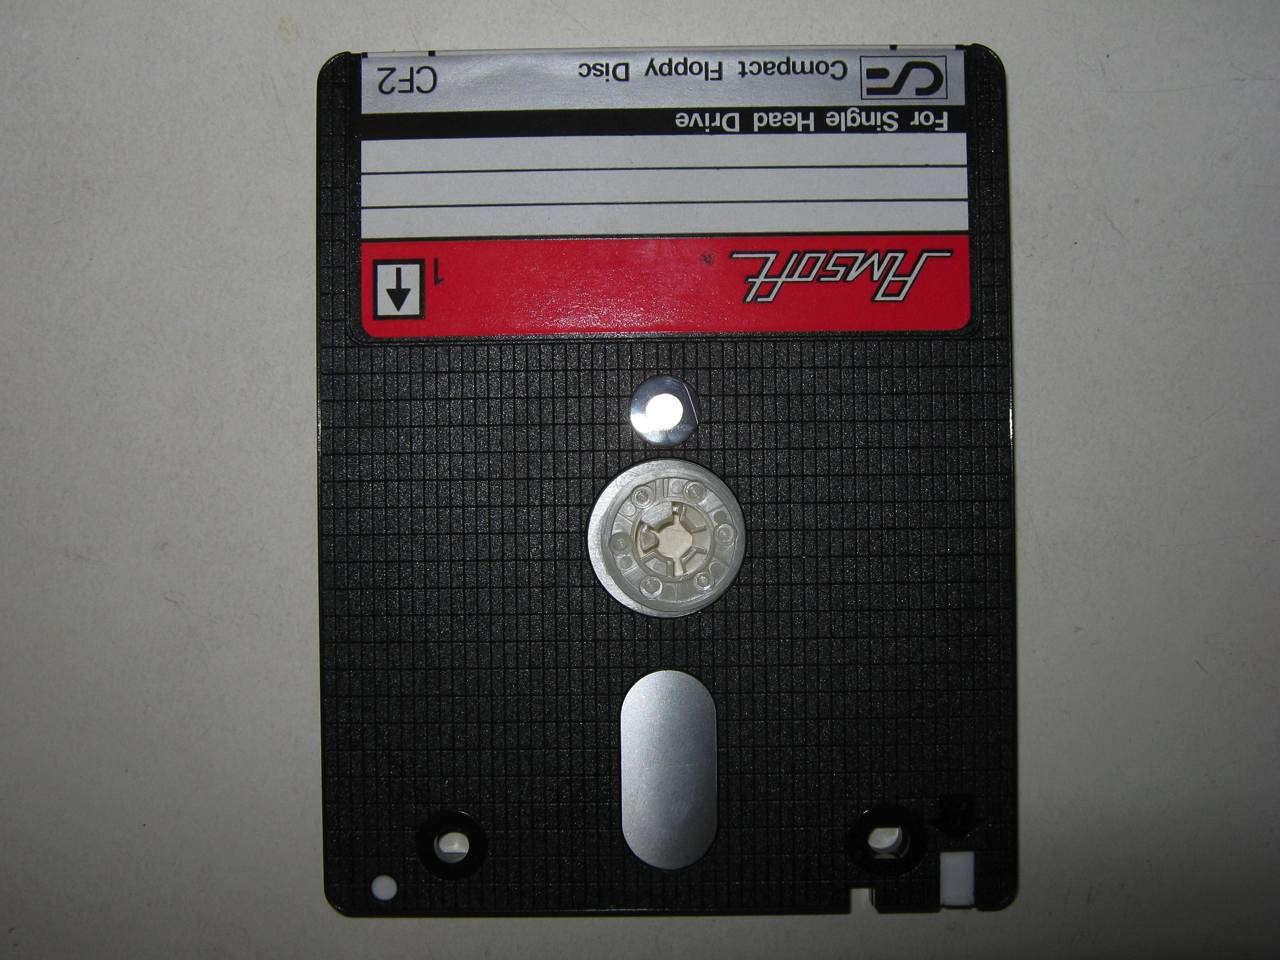 Amsoft ® 1
For Single Head Drive
CF Compact Floppy Disc CF2